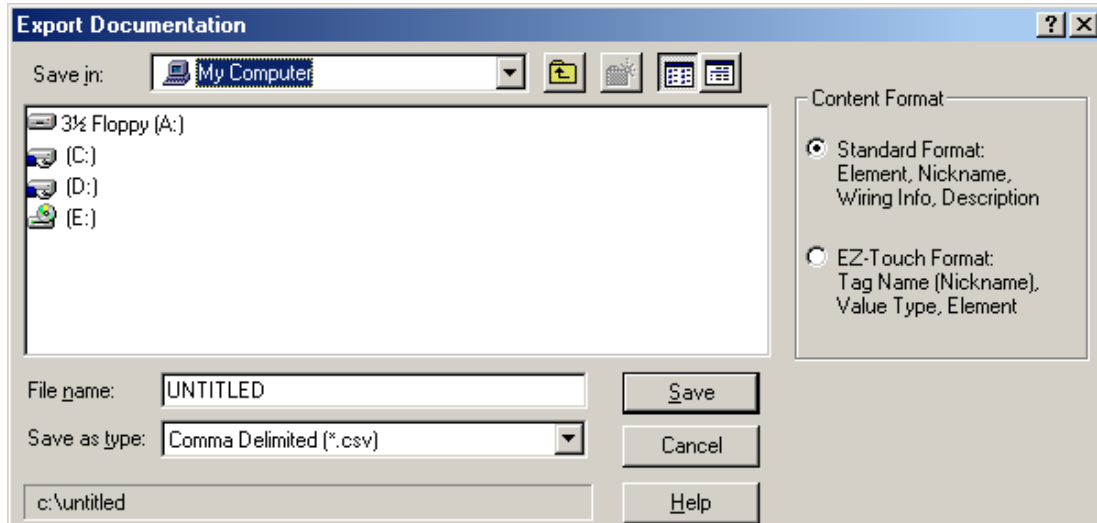 Export Documentation
Save in:
My Computer
3½ Floppy (A:)
(C:)
(D:)
(E:)
Content Format
Standard Format:
Element, Nickname,
Wiring Info, Description
EZ-Touch Format:
Tag Name (Nickname),
Value Type, Element
File name:
UNTITLED
Save
Save as type:
Comma Delimited (*.csv)
Cancel
c:\untitled
Help